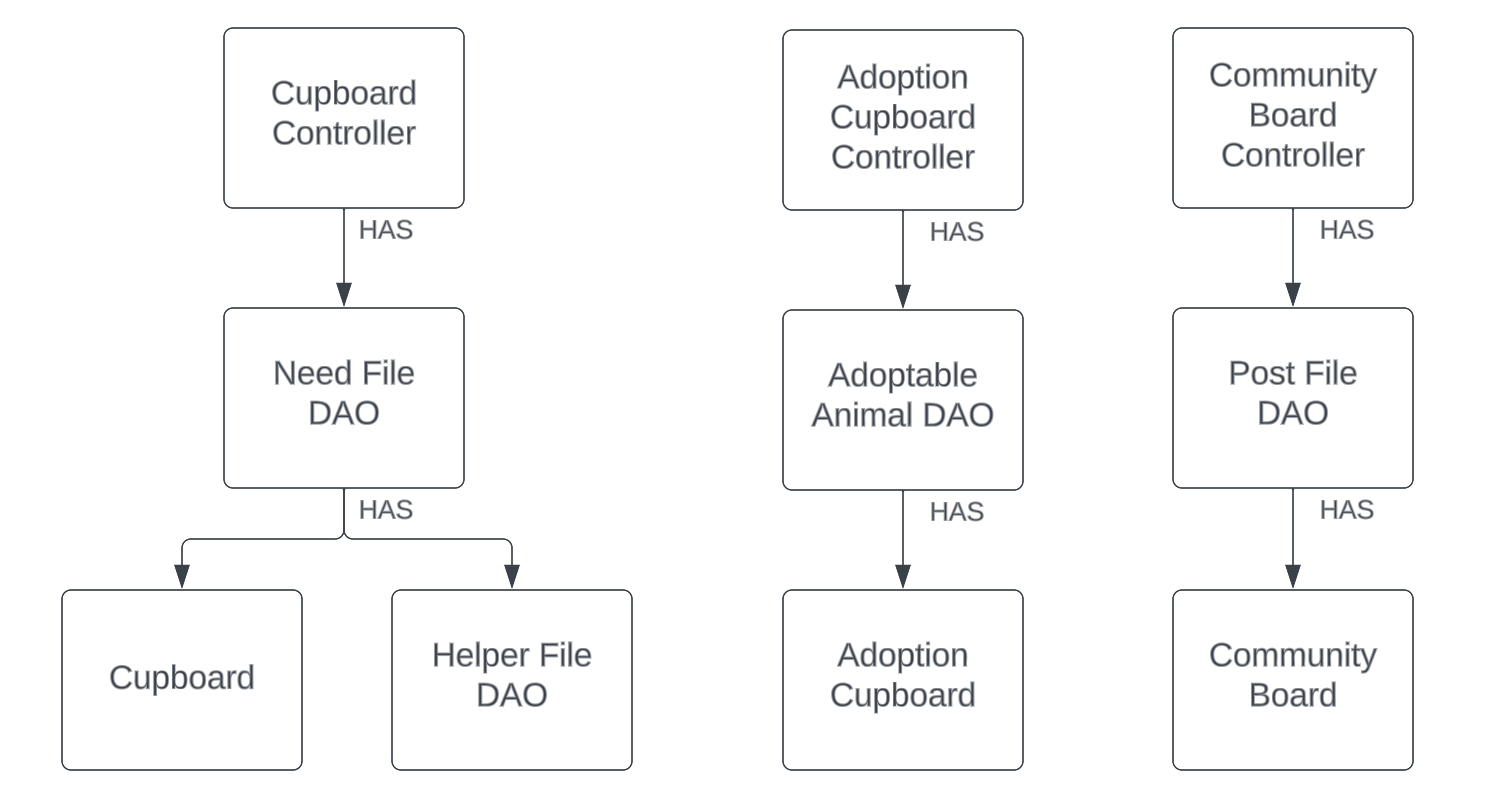 Cupboard
Controller
Adoption
Cupboard
Controller
Community
Board
Controller
HAS
HAS
HAS
Need File
DAO
Adoptable
Animal DAO
Post File
DAO
HAS
HAS
HAS
Cupboard
Helper File
DAO
Adoption
Cupboard
Community
Board